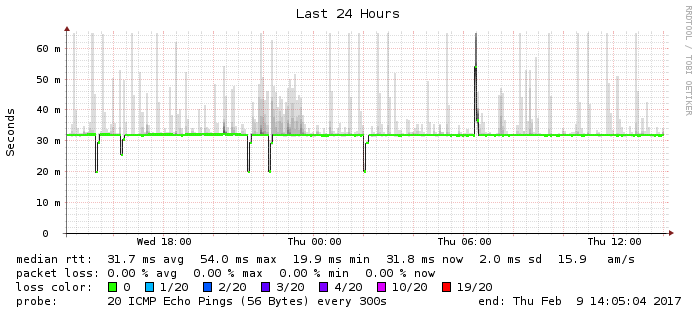 Last 24 Hours
RRDTOOL / TOBI OETIKER
Seconds
60 m
50 m
40 m
30 m
20 m
10 m
0
Wed 18:00 Thu 00:00 Thu 06:00 Thu 12:00
median rtt: 31.7 ms avg 54.0 ms max 19.9 ms min 31.8 ms now 2.0 ms sd 15.9 am/s
packet loss: 0.00 % avg 0.00 % max 0.00 % min 0.00 % now
loss color: 0 1/20 2/20 3/20 4/20 10/20 19/20
probe: 20 ICMP Echo Pings (56 Bytes) every 300s end: Thu Feb 9 14:05:04 2017